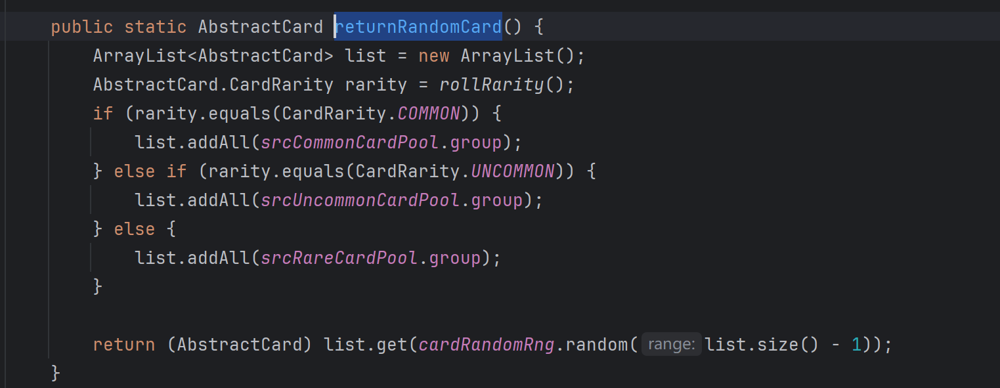 public static AbstractCard returnRandomCard() {
    ArrayList<AbstractCard> list = new ArrayList();
    AbstractCard.CardRarity rarity = rollRarity();
    if (rarity.equals(CardRarity.COMMON)) {
        list.addAll(srcCommonCardPool.group);
    } else if (rarity.equals(CardRarity.UNCOMMON)) {
        list.addAll(srcUncommonCardPool.group);
    } else {
        list.addAll(srcRareCardPool.group);
    }

    return (AbstractCard) list.get(cardRandomRng.random( range: list.size() - 1));
}